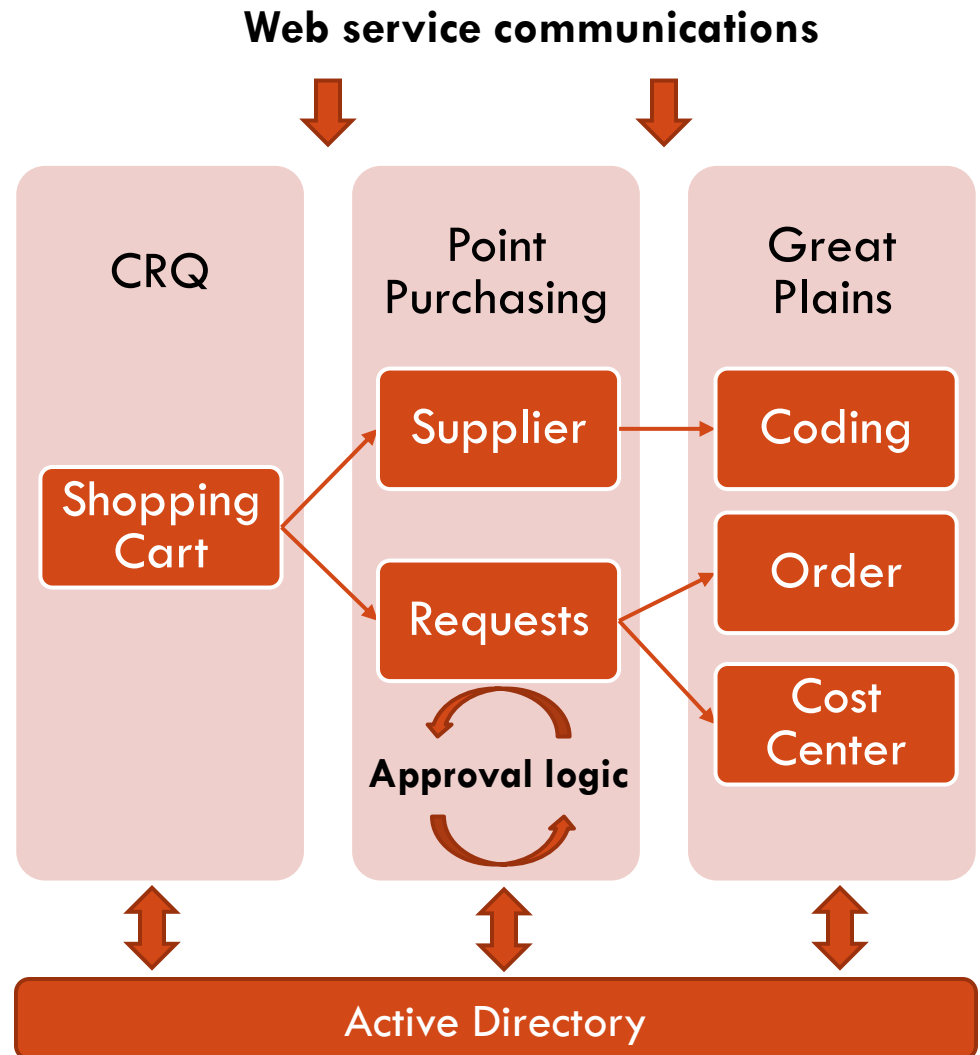 Web service communications
CRQ
Shopping
Cart
Point
Purchasing
Supplier
Requests
Approval logic
Great
Plains
Coding
Order
Cost
Center
Active Directory